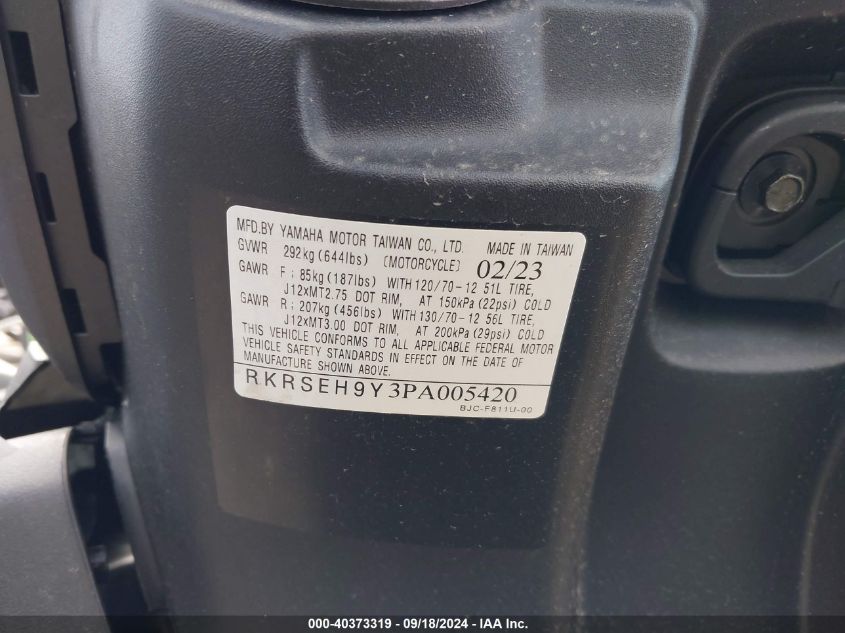 MFD.BY YAMAHA MOTOR TAIWAN CO., LTD. MADE IN TAIWAN
GVWR 292kg(644lbs) (MOTORCYCLE) 02/23
GAWR F ; 85kg(187lbs) WITH 120/70-12 51L TIRE,
J12xMT2.75 DOT RIM, AT 150kPa(22psi) COLD
GAWR R; 207kg(456lbs) WITH 130/70-12 56L TIRE,
J12xMT3.00 DOT RIM, AT 200kPa(29psi) COLD
THIS VEHICLE CONFORMS TO ALL APPLICABLE FEDERAL MOTOR
VEHICLE SAFETY STANDARDS IN EFFECT ON THE DATE OF
MANUFACTURE SHOWN ABOVE.
RKRSEH9Y3PA005420
BJC-F811U-00
000-40373319 - 09/18/2024 - IAA Inc.